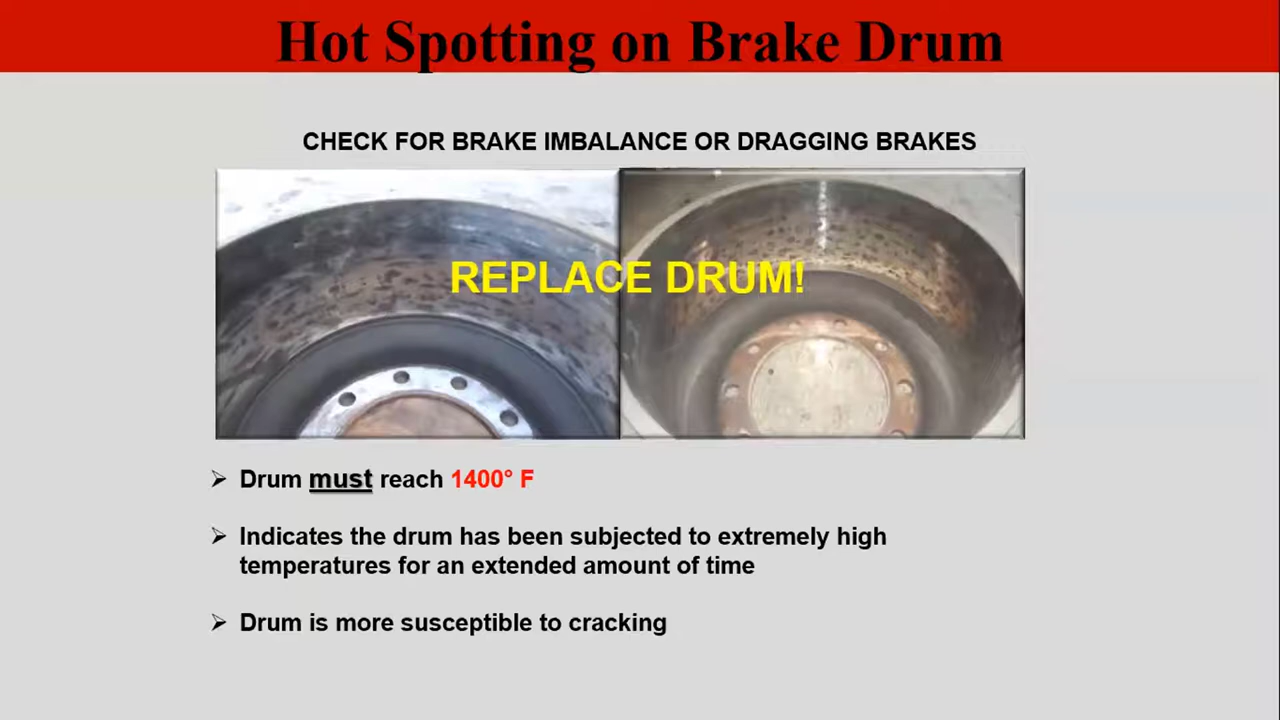 Hot Spotting on Brake Drum
CHECK FOR BRAKE IMBALANCE OR DRAGGING BRAKES
REPLACE DRUM!
➢ Drum must reach 1400° F
➢ Indicates the drum has been subjected to extremely high
temperatures for an extended amount of time
➢ Drum is more susceptible to cracking